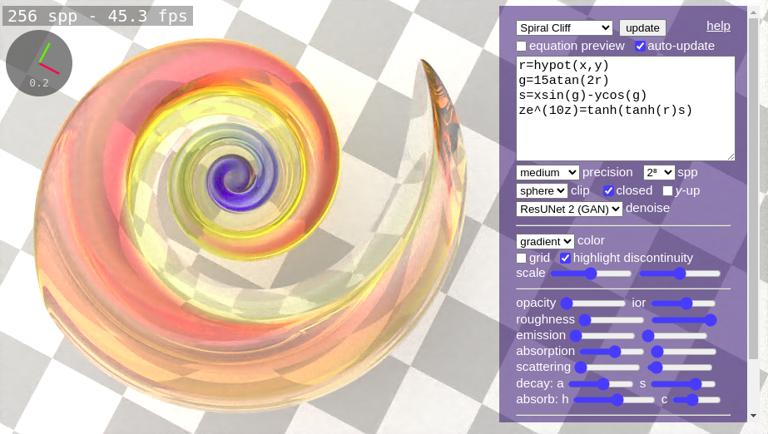 256 spp - 45.3 fps
0.2
Spiral Cliff update help
equation preview auto-update
r=hypot(x,y)
g=15atan(2r)
s=xsin(g)-ycos(g)
ze^(10z)=tanh(tanh(r)s)
medium precision 2⁸ spp
sphere clip closed y-up
ResUNet 2 (GAN) denoise
gradient color
grid highlight discontinuity
scale
opacity ior
roughness
emission
absorption
scattering
decay: a s
absorb: h c